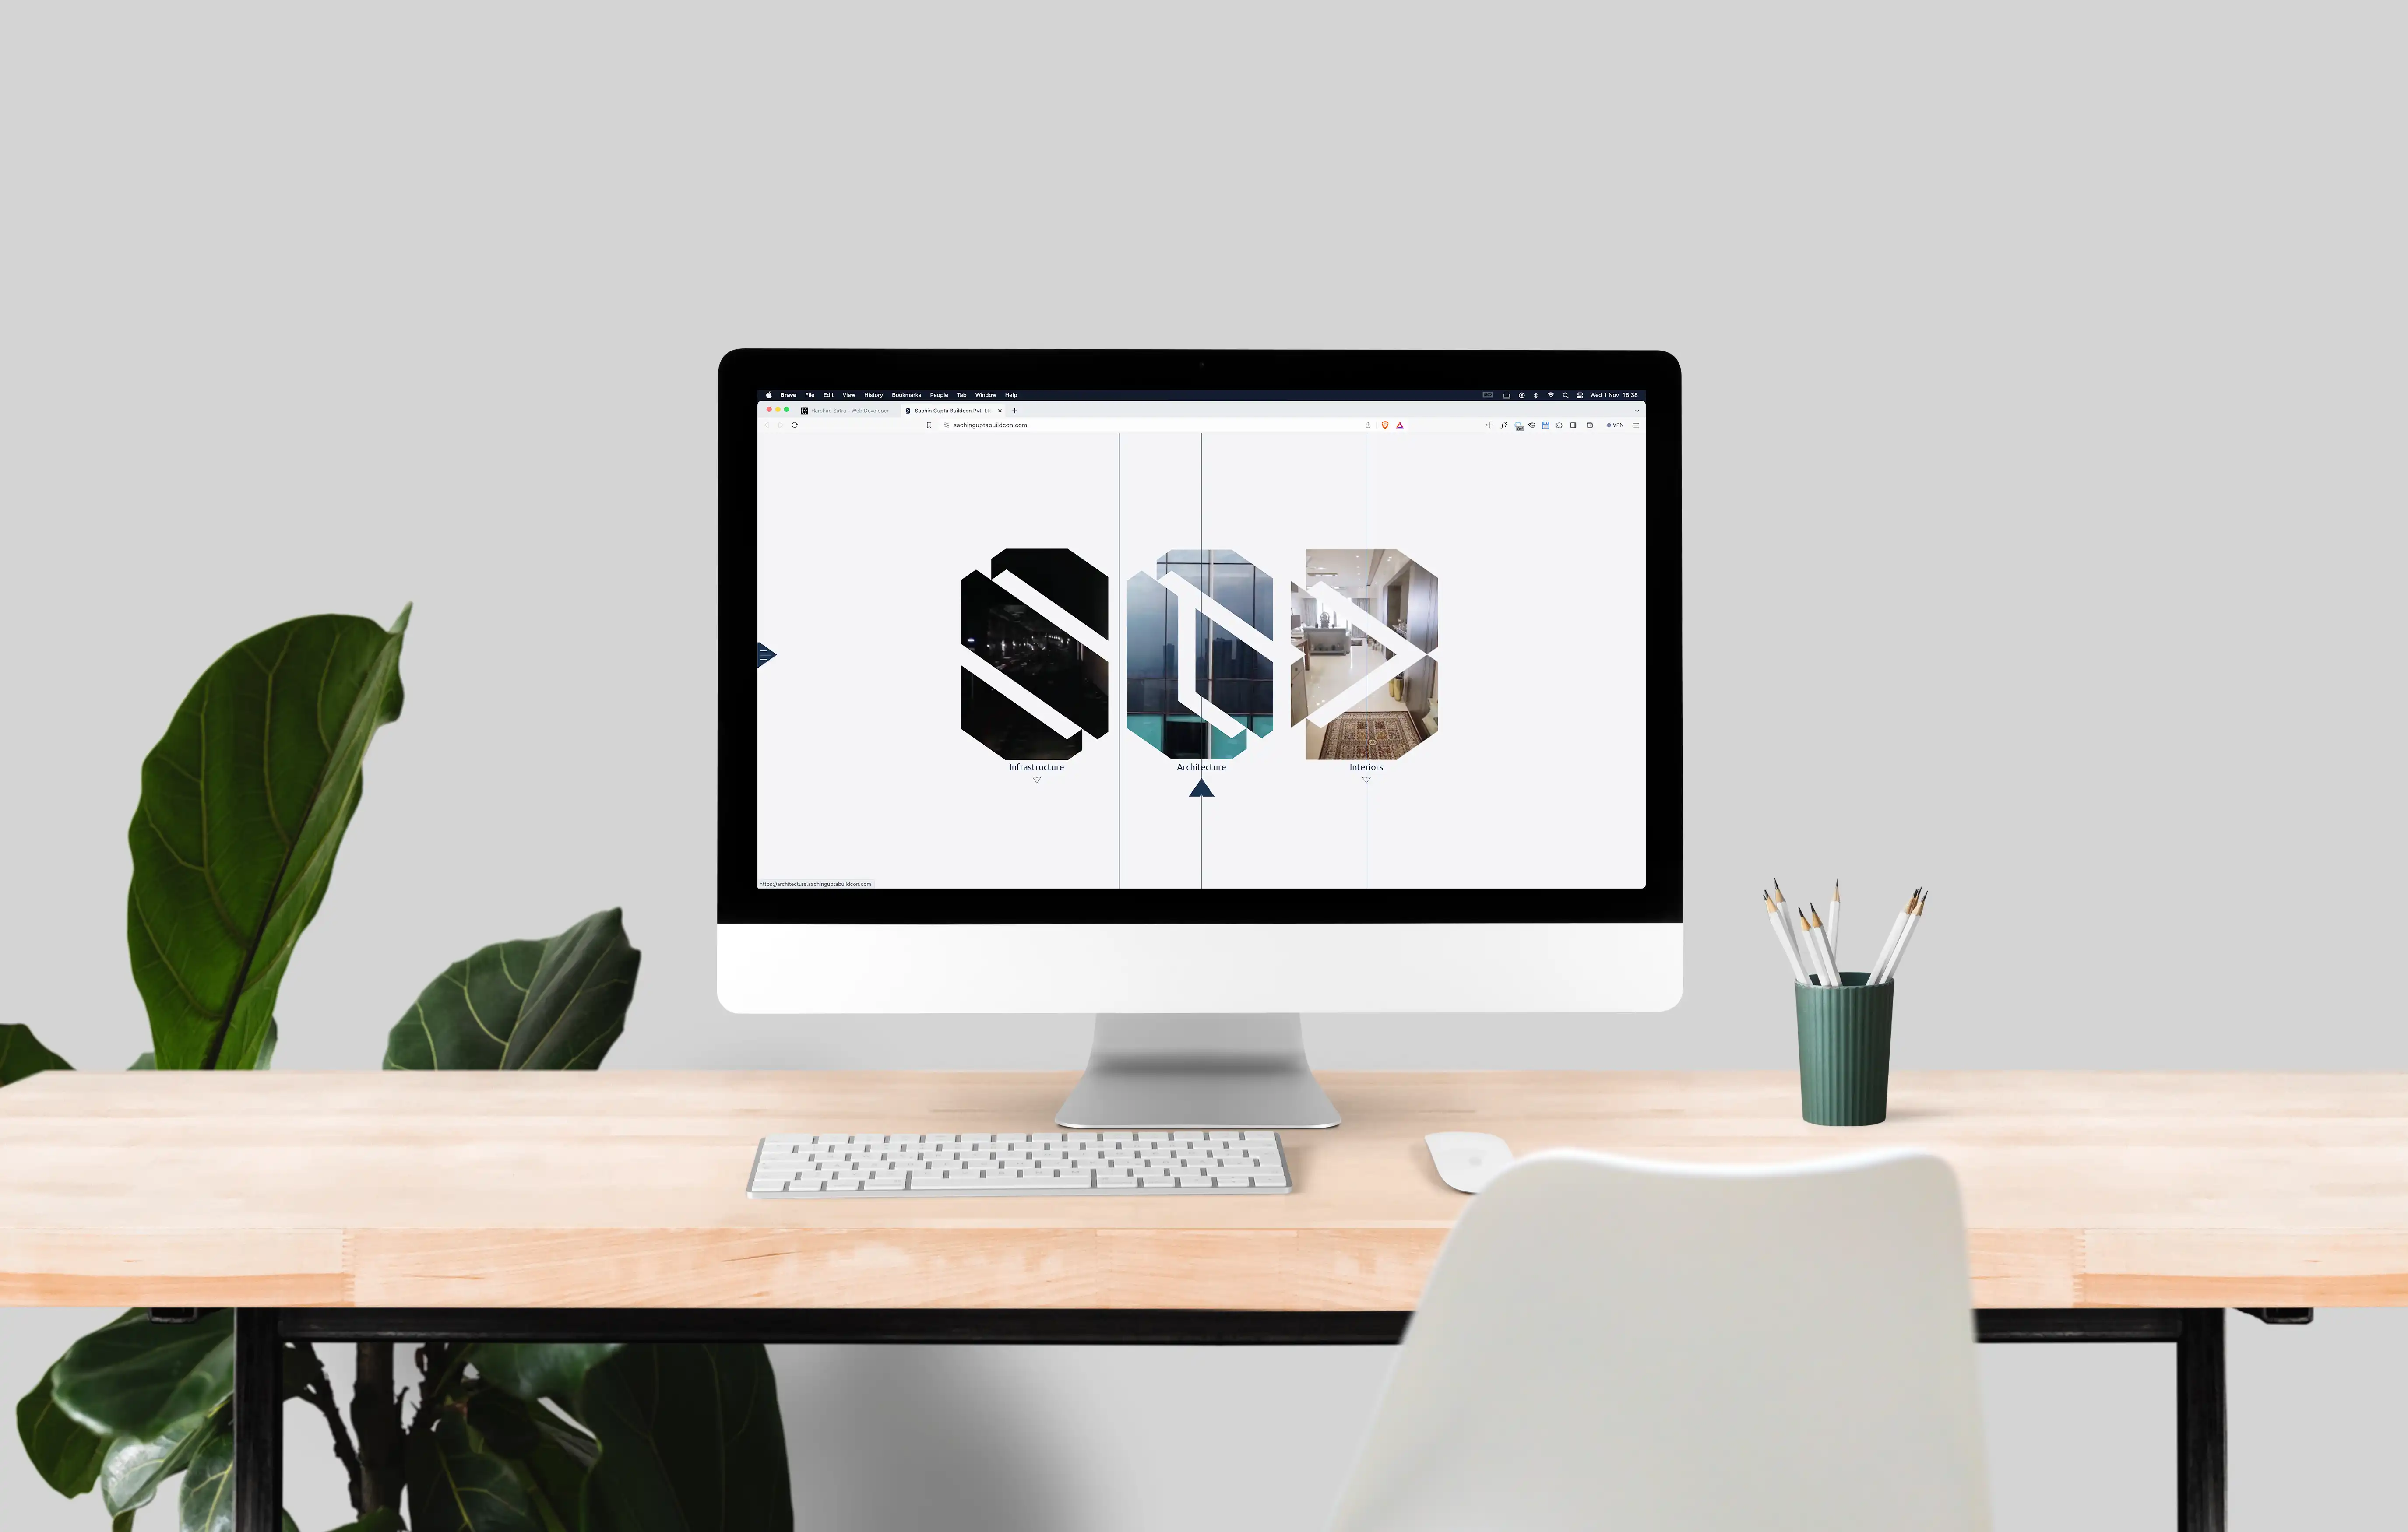 Brave File Edit View History Bookmarks People Tab Window Help Wed 1 Nov 18:38
Harshad Satra - Web Developer Sachin Gupta Buildcon Pvt. Lt
sachinguptabuildcon.com VPN
Infrastructure Architecture Interiors
https://architecture.sachinguptabuildcon.com